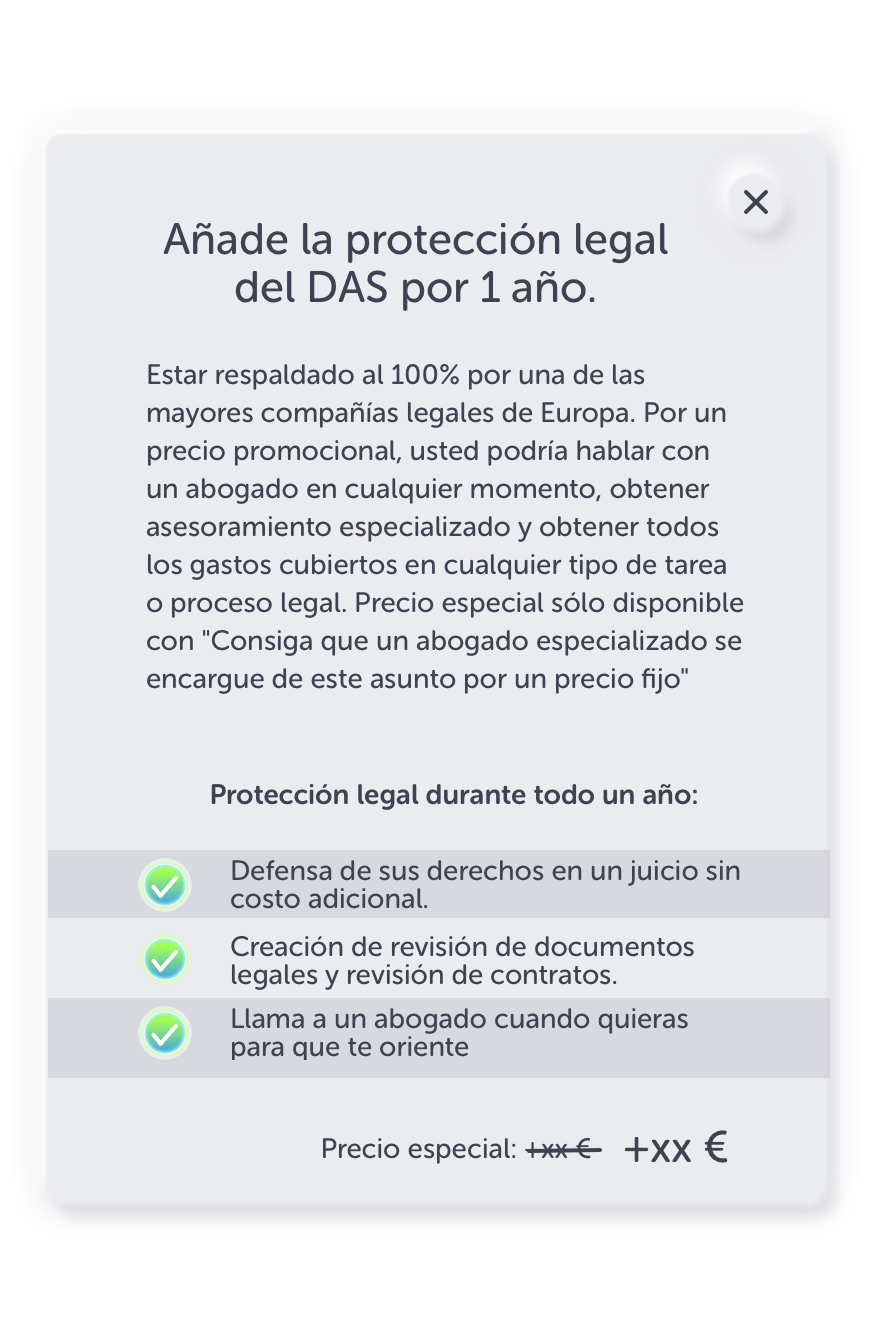 Añade la protección legal
del DAS por 1 año.
Estar respaldado al 100% por una de las
mayores compañías legales de Europa. Por un
precio promocional, usted podría hablar con
un abogado en cualquier momento, obtener
asesoramiento especializado y obtener todos
los gastos cubiertos en cualquier tipo de tarea
o proceso legal. Precio especial sólo disponible
con "Consiga que un abogado especializado se
encargue de este asunto por un precio fijo"
Protección legal durante todo un año:
Defensa de sus derechos en un juicio sin
costo adicional.
Creación de revisión de documentos
legales y revisión de contratos.
Llama a un abogado cuando quieras
para que te oriente
Precio especial: +xx € +xx €